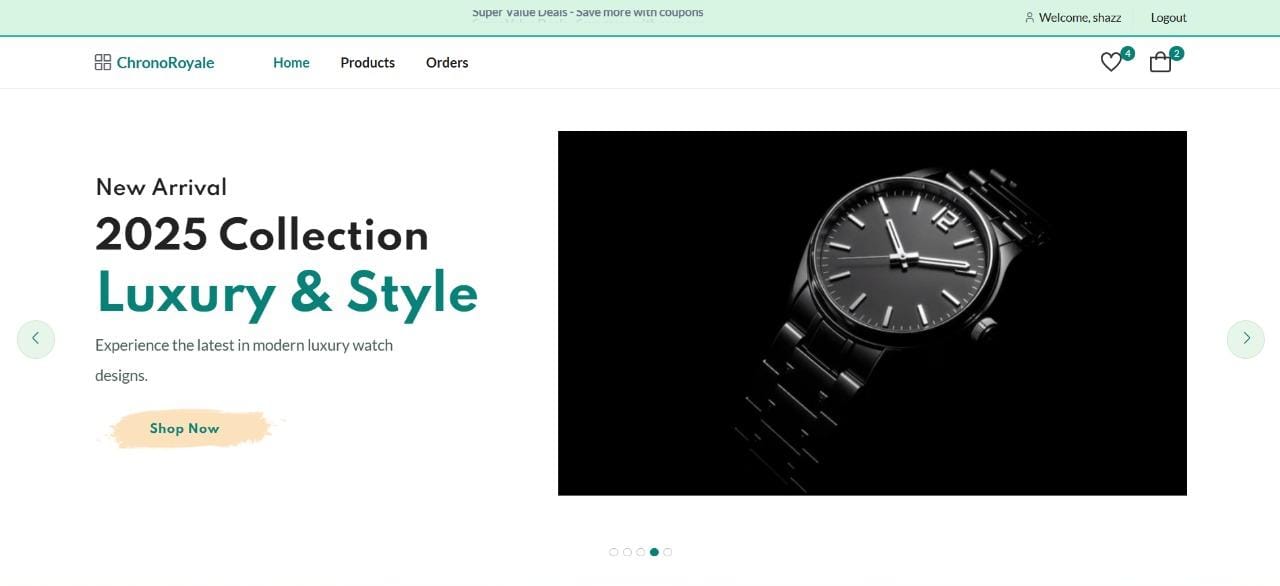 Super Value Deals - Save more with coupons
Welcome, shazz
Logout
ChronoRoyale
Home
Products
Orders
4
2
New Arrival
2025 Collection
Luxury & Style
Experience the latest in modern luxury watch
designs.
Shop Now
12